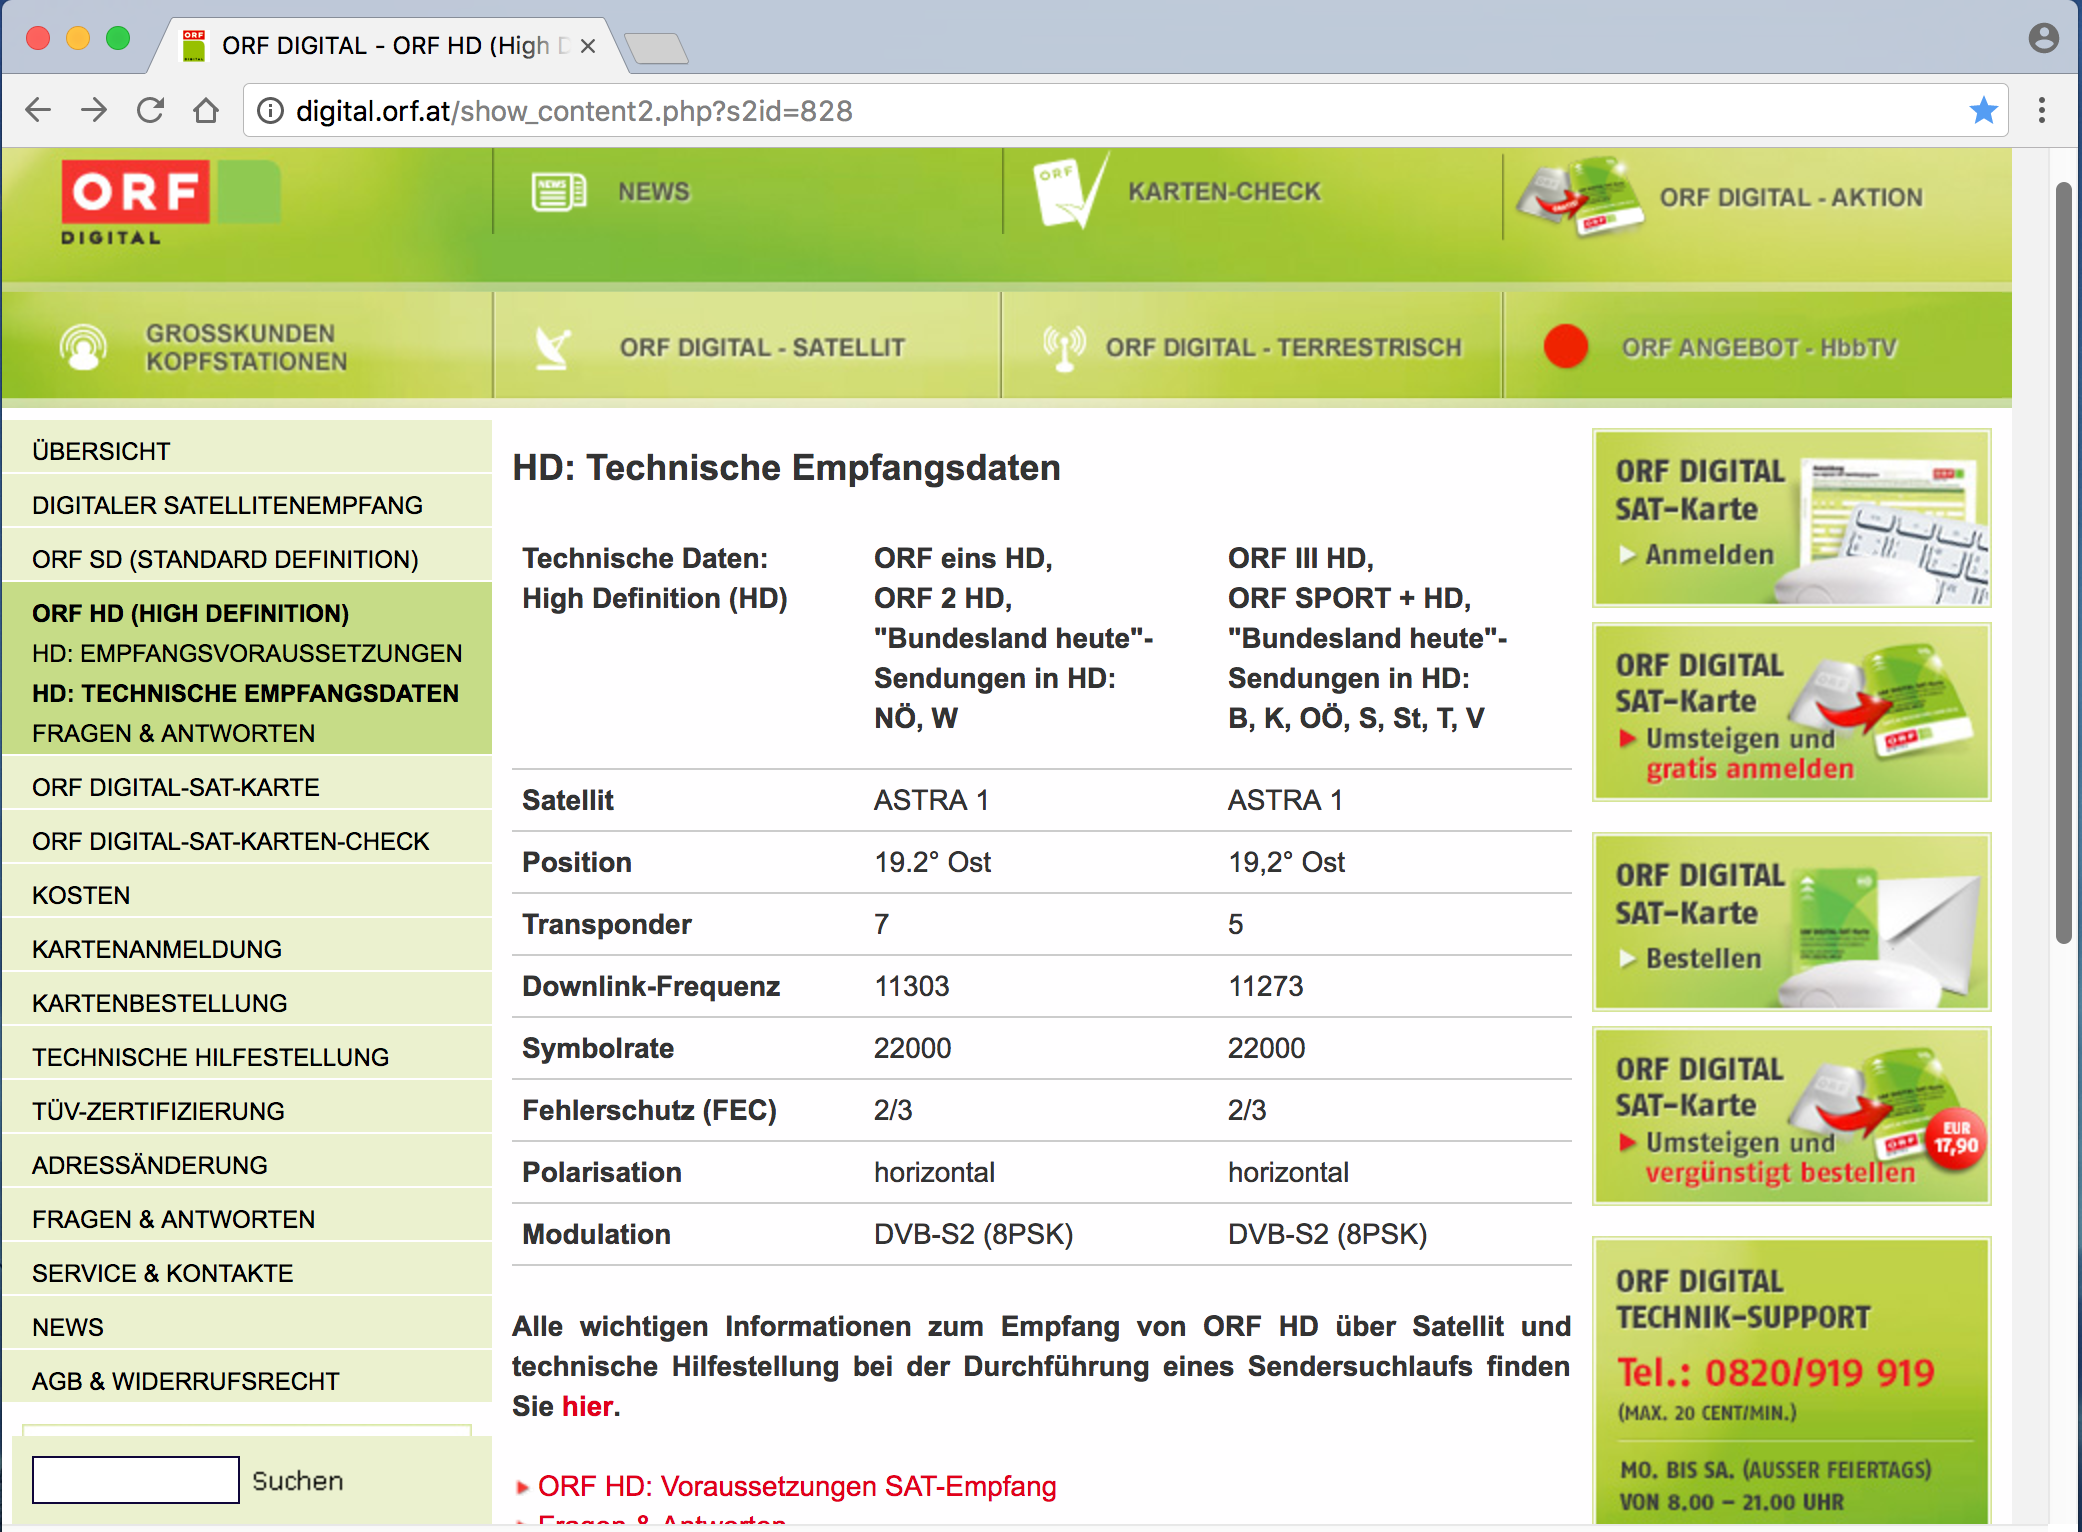 ORF DIGITAL - ORF HD (High D
digital.orf.at/show_content2.php?s2id=828
ORF
DIGITAL
NEWS
NEWS
ORF
KARTEN-CHECK
ORF DIGITAL - AKTION
GROSSKUNDEN
KOPFSTATIONEN
ORF DIGITAL - SATELLIT
ORF DIGITAL - TERRESTRISCH
ORF ANGEBOT - HbbTV
ÜBERSICHT
DIGITALER SATELLITENEMPFANG
ORF SD (STANDARD DEFINITION)
ORF HD (HIGH DEFINITION)
HD: EMPFANGSVORAUSSETZUNGEN
HD: TECHNISCHE EMPFANGSDATEN
FRAGEN & ANTWORTEN
ORF DIGITAL-SAT-KARTE
ORF DIGITAL-SAT-KARTEN-CHECK
KOSTEN
KARTENANMELDUNG
KARTENBESTELLUNG
TECHNISCHE HILFESTELLUNG
TÜV-ZERTIFIZIERUNG
ADRESSÄNDERUNG
FRAGEN & ANTWORTEN
SERVICE & KONTAKTE
NEWS
AGB & WIDERRUFSRECHT
Suchen
HD: Technische Empfangsdaten
Technische Daten:
High Definition (HD)
ORF eins HD,
ORF 2 HD,
"Bundesland heute"-
Sendungen in HD:
NÖ, W
ORF III HD,
ORF SPORT + HD,
"Bundesland heute"-
Sendungen in HD:
B, K, OÖ, S, St, T, V
Satellit ASTRA 1 ASTRA 1
Position 19.2° Ost 19,2° Ost
Transponder 7 5
Downlink-Frequenz 11303 11273
Symbolrate 22000 22000
Fehlerschutz (FEC) 2/3 2/3
Polarisation horizontal horizontal
Modulation DVB-S2 (8PSK) DVB-S2 (8PSK)
Alle wichtigen Informationen zum Empfang von ORF HD über Satellit und
technische Hilfestellung bei der Durchführung eines Sendersuchlaufs finden
Sie hier.
ORF HD: Voraussetzungen SAT-Empfang
Fragen & Antworten
ORF DIGITAL
SAT-Karte
Anmelden
ORF DIGITAL
SAT-Karte
Umsteigen und
gratis anmelden
ORF DIGITAL
SAT-Karte
Bestellen
ORF DIGITAL
SAT-Karte
Umsteigen und
vergünstigt bestellen
EUR
17,90
ORF DIGITAL
TECHNIK-SUPPORT
Tel.: 0820/919 919
(MAX. 20 CENT/MIN.)
MO. BIS SA. (AUSSER FEIERTAGS)
VON 8.00 – 21.00 UHR